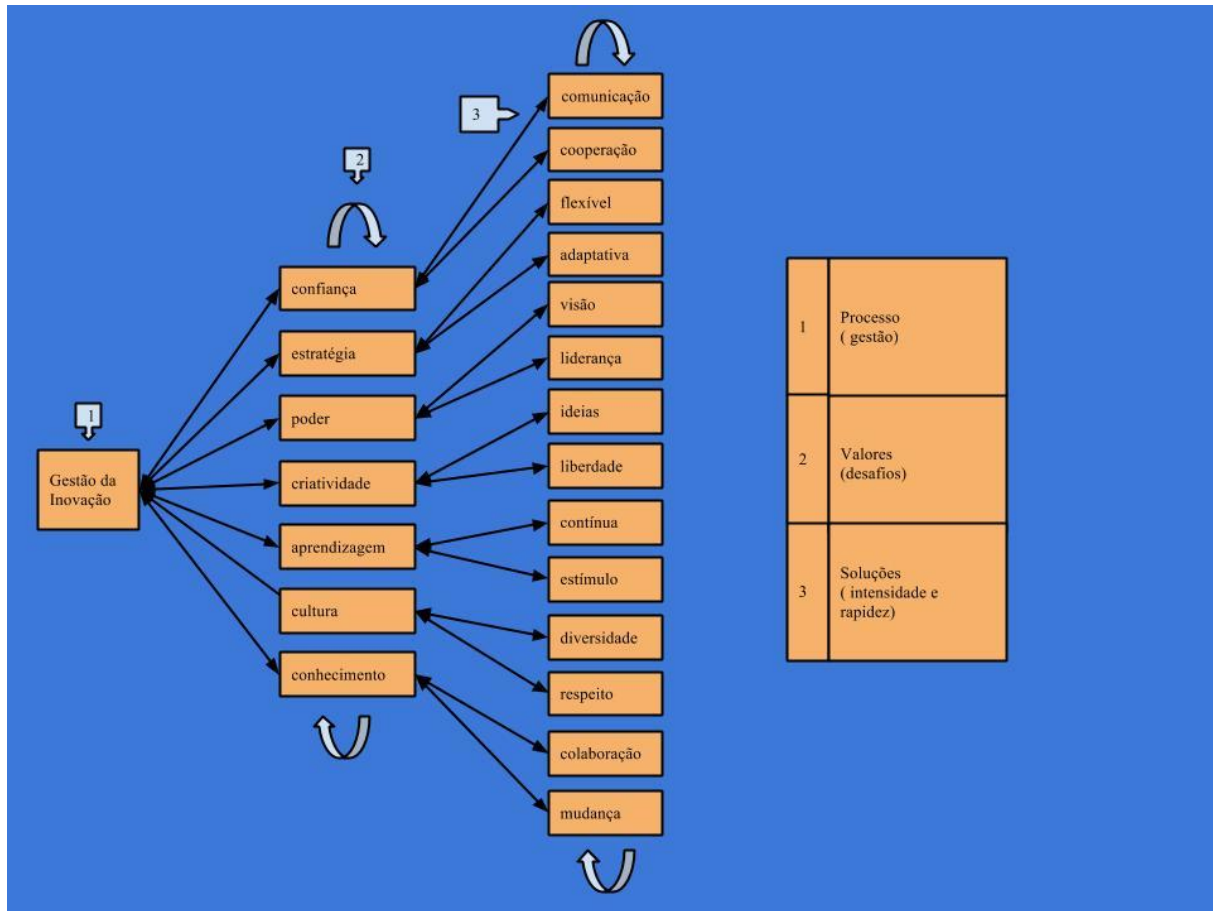 1
Gestão da
Inovação
2
confiança
estratégia
poder
criatividade
aprendizagem
cultura
conhecimento
3
comunicação
cooperação
flexível
adaptativa
visão
liderança
ideias
liberdade
contínua
estímulo
diversidade
respeito
colaboração
mudança
1
Processo
( gestão)
2
Valores
(desafios)
3
Soluções
( intensidade e
rapidez)